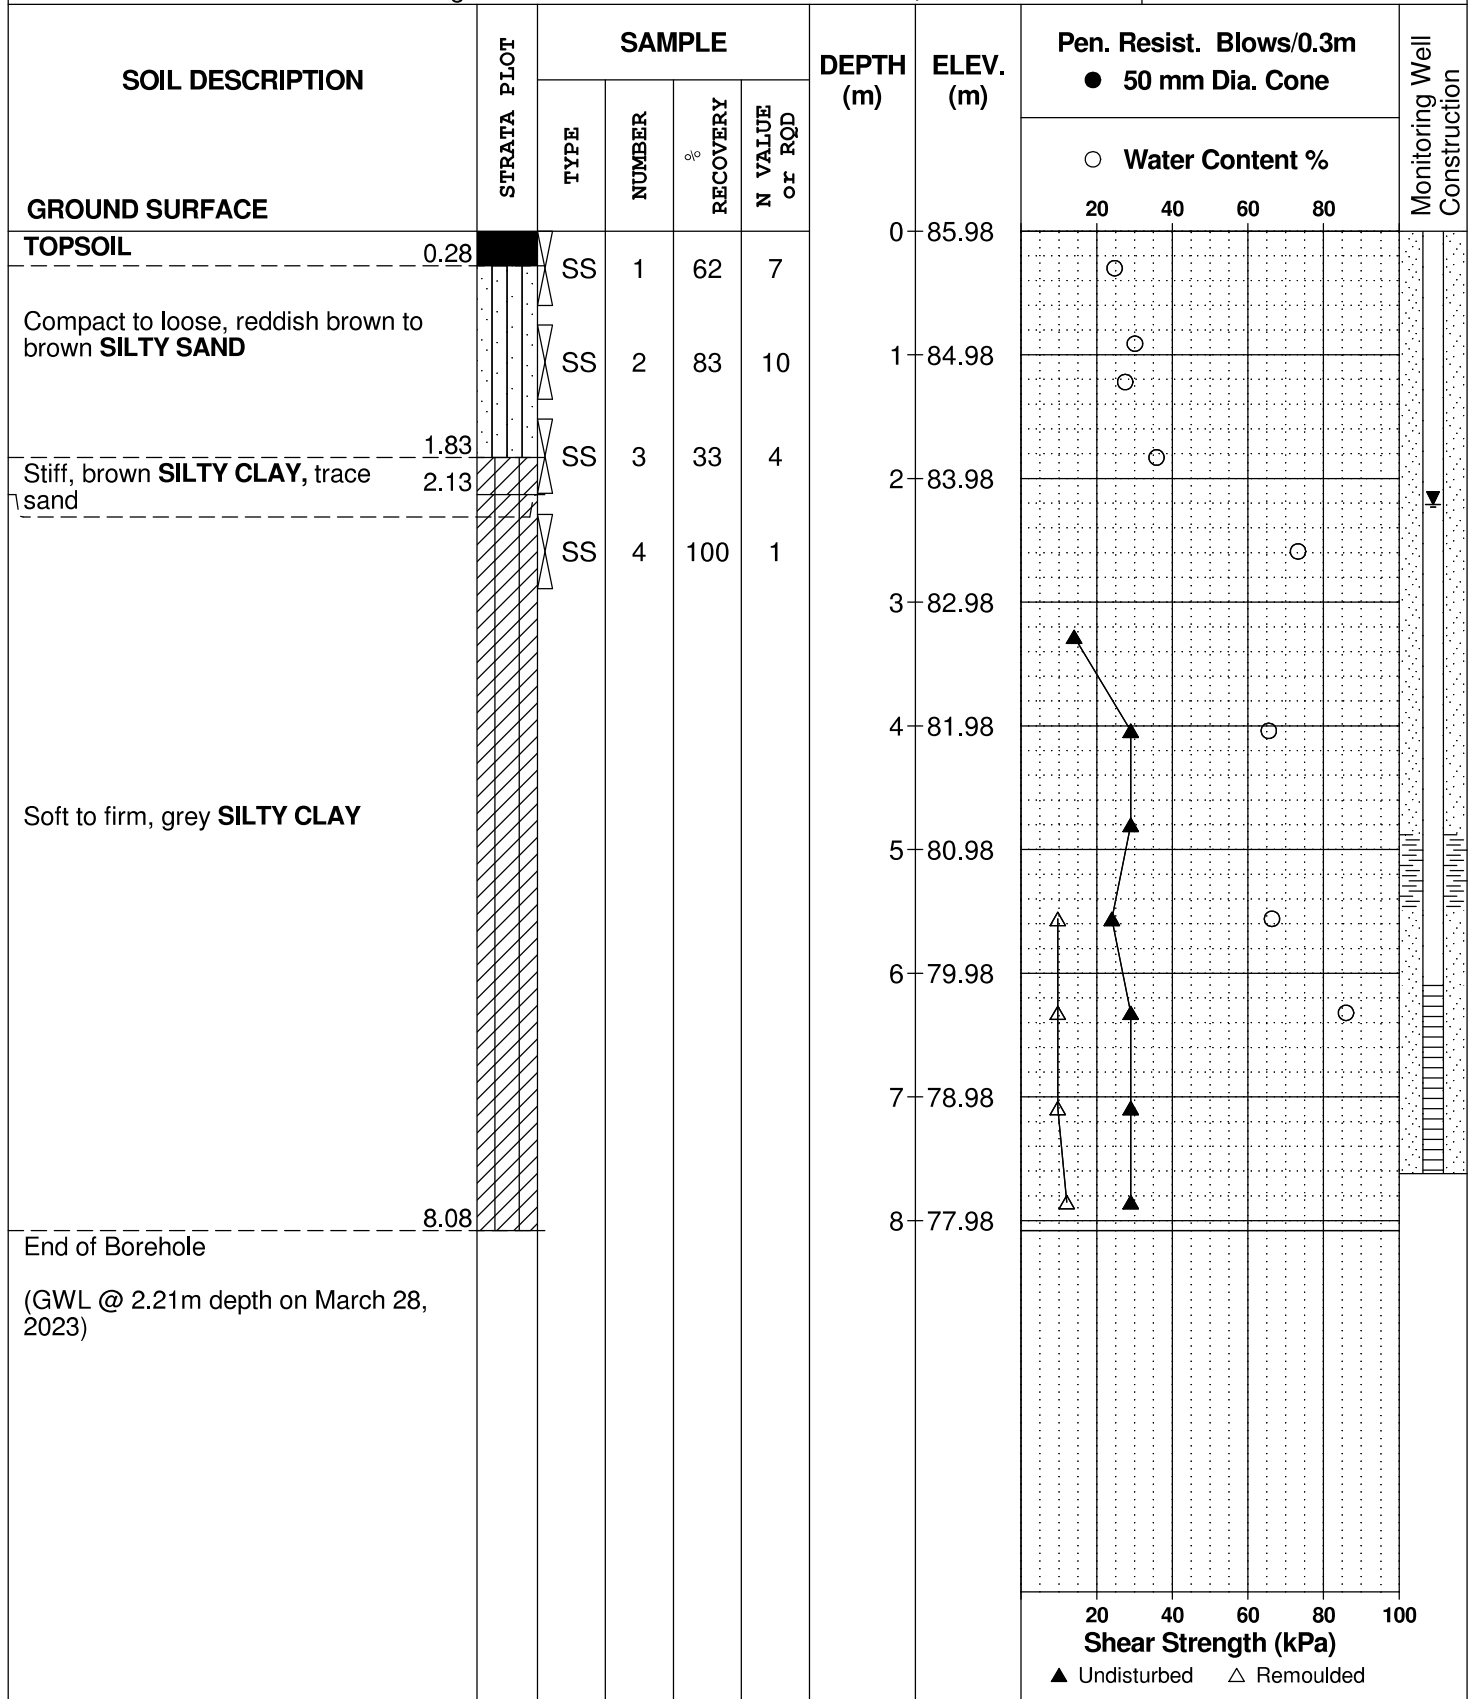 SOIL DESCRIPTION
GROUND SURFACE
STRATA PLOT
SAMPLE
TYPE
NUMBER
%
RECOVERY
N VALUE
or RQD
DEPTH
(m)
ELEV.
(m)
Pen. Resist. Blows/0.3m
● 50 mm Dia. Cone
○ Water Content %
20 40 60 80
Monitoring Well
Construction
TOPSOIL
0.28
Compact to loose, reddish brown to
brown SILTY SAND
1.83
Stiff, brown SILTY CLAY, trace
sand
2.13
Soft to firm, grey SILTY CLAY
8.08
End of Borehole
(GWL @ 2.21m depth on March 28,
2023)
SS 1 62 7
SS 2 83 10
SS 3 33 4
SS 4 100 1
0 85.98
1 84.98
2 83.98
3 82.98
4 81.98
5 80.98
6 79.98
7 78.98
8 77.98
20 40 60 80 100
Shear Strength (kPa)
▲ Undisturbed △ Remoulded